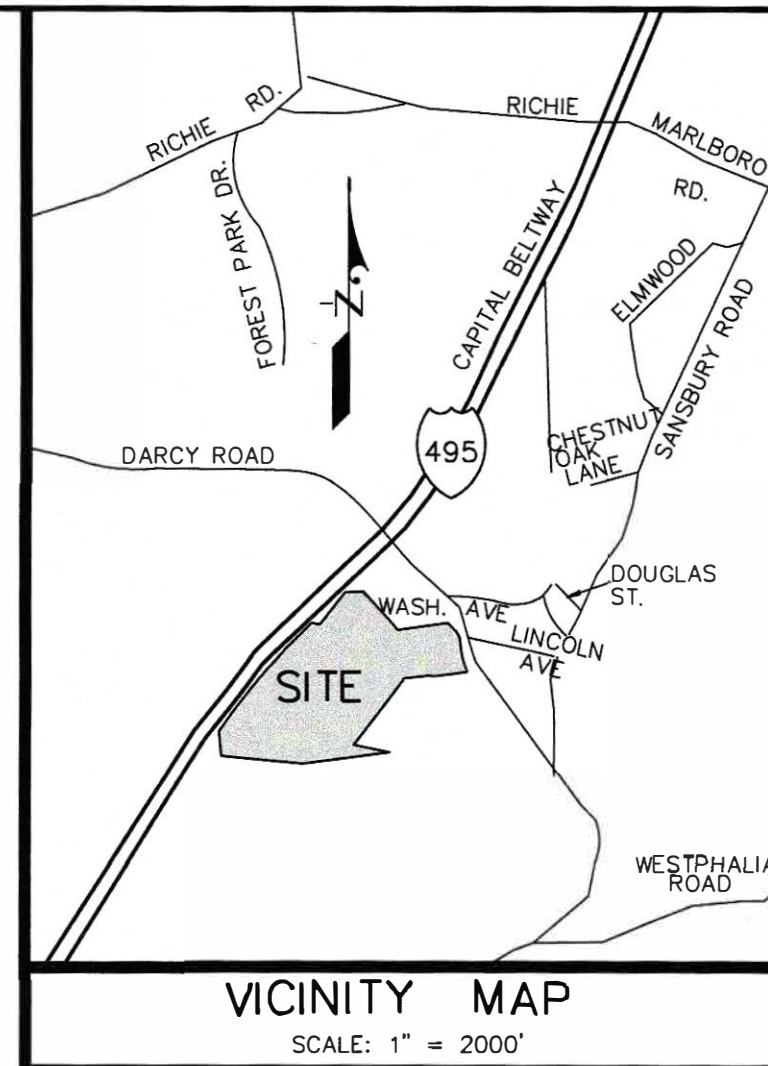 RICHIE RD.
RICHIE
MARLBORO
RD.
FOREST PARK DR.
N
CAPITAL BELTWAY
ELMWOOD
SANSBURY ROAD
495
CHESTNUT
OAK
LANE
DARCY ROAD
DOUGLAS
ST.
WASH. AVE
LINCOLN
AVE
SITE
WESTPHALIA
ROAD
VICINITY MAP
SCALE: 1" = 2000'